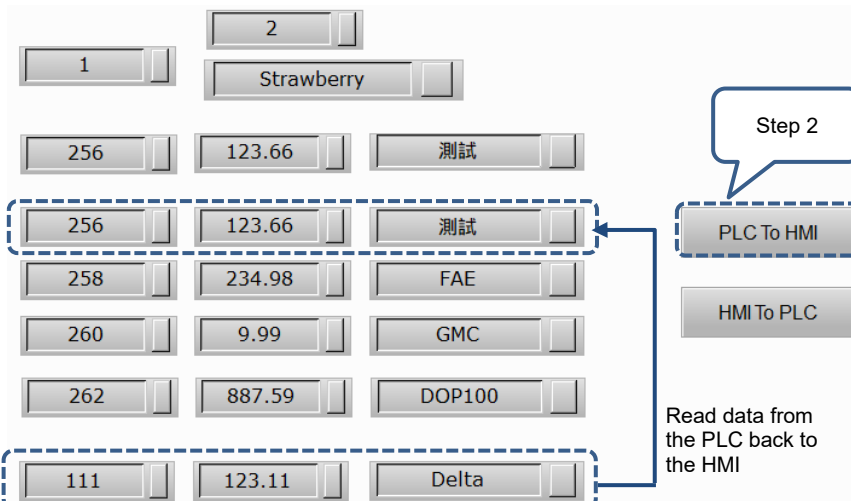 2
1
Strawberry
Step 2
256 123.66 測試
256 123.66 測試
PLC To HMI
258 234.98 FAE
260 9.99 GMC
HMI To PLC
262 887.59 DOP100
Read data from
the PLC back to
the HMI
111 123.11 Delta